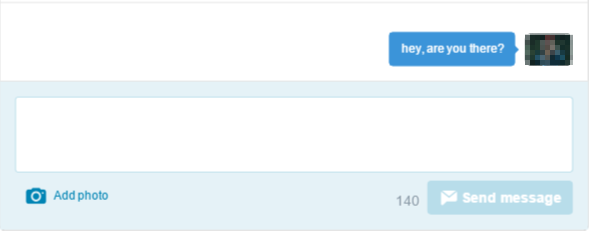 hey, are you there?
Add photo
140
Send message